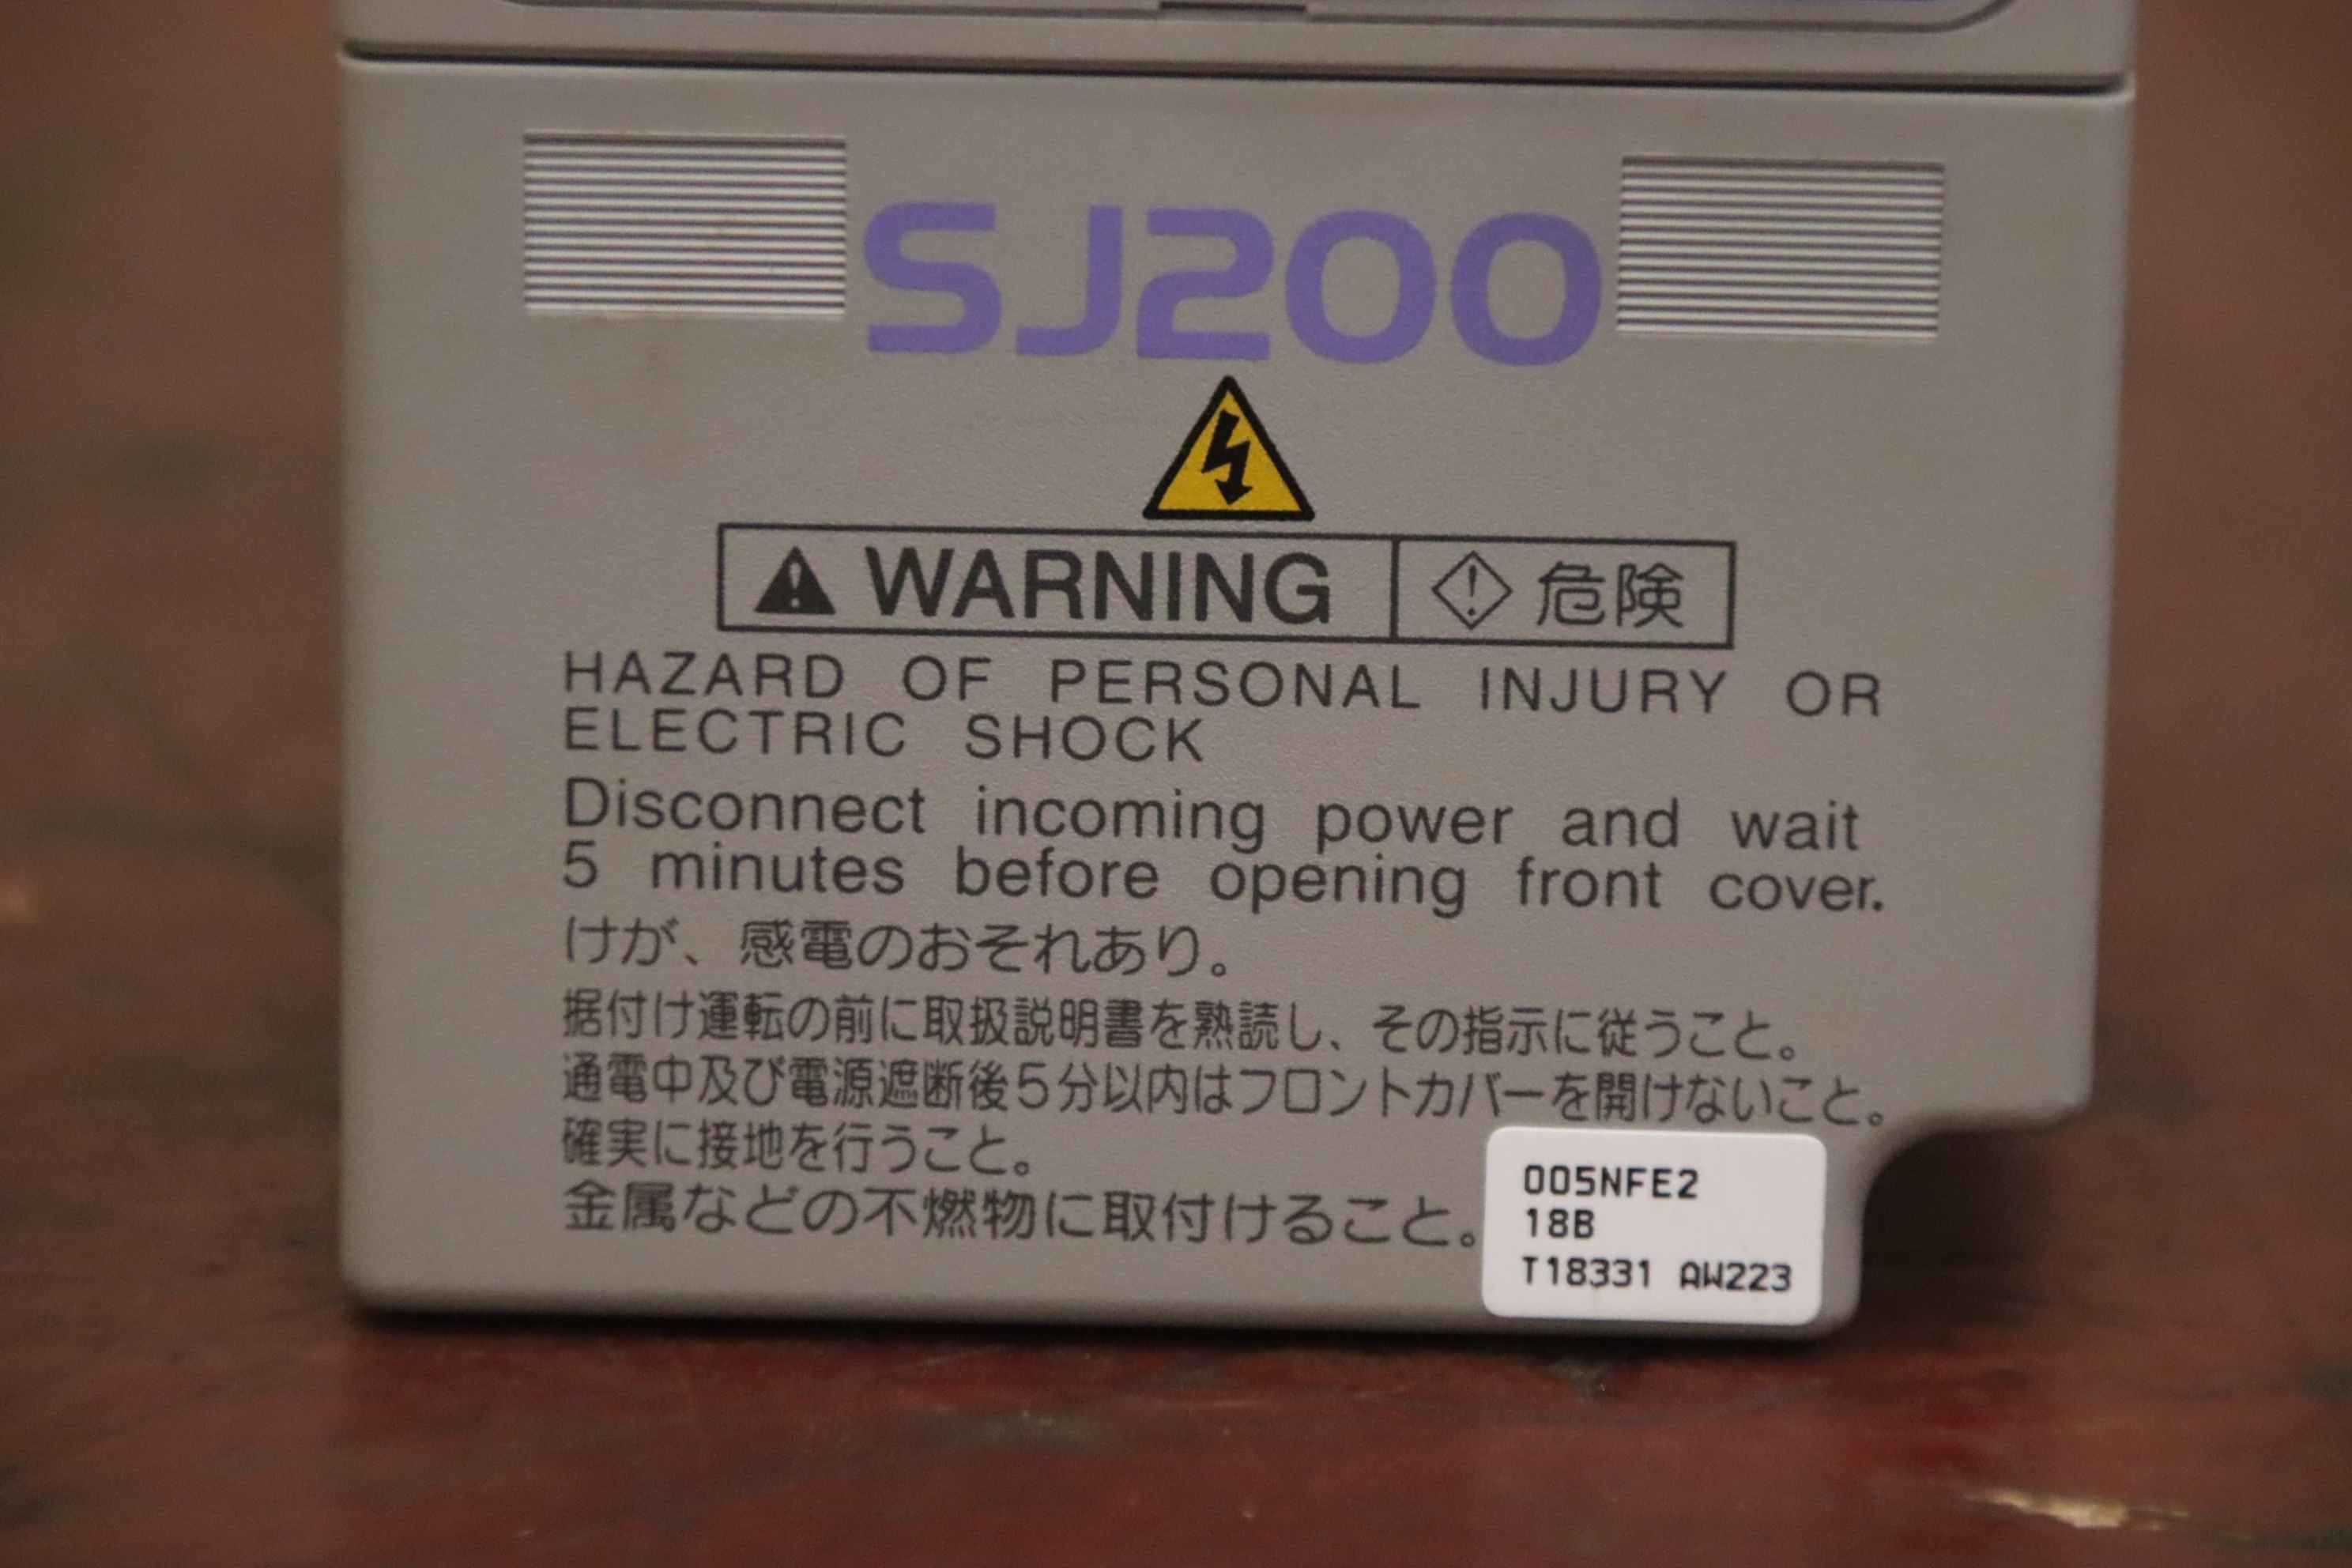 SJ200
WARNING 危険
HAZARD OF PERSONAL INJURY OR
ELECTRIC SHOCK
Disconnect incoming power and wait
5 minutes before opening front cover.
けが、感電のおそれあり。
据付け運転の前に取扱説明書を熟読し、その指示に従うこと。
通電中及び電源遮断後5分以内はフロントカバーを開けないこと。
確実に接地を行うこと。
金属などの不燃物に取付けること。
005NFE2
18B
T18331 AW223